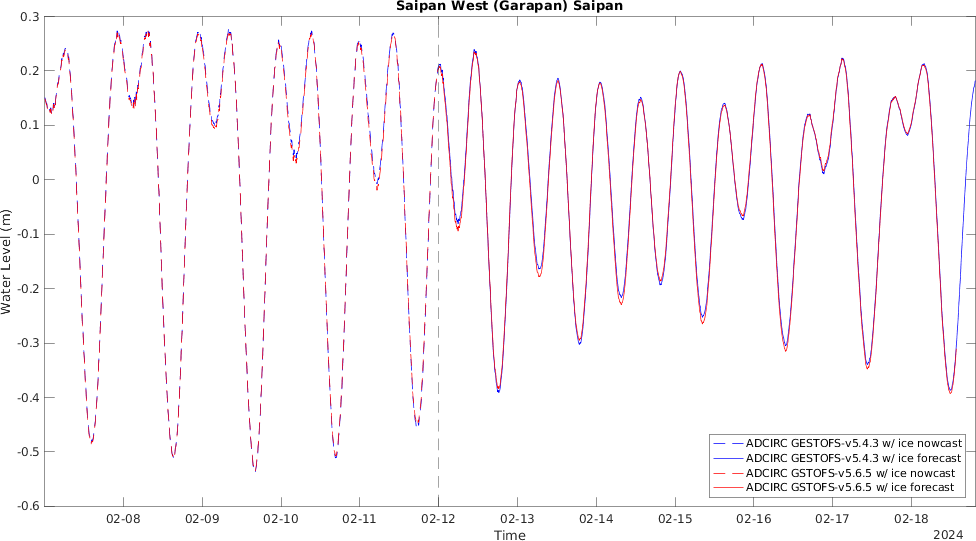 Saipan West (Garapan) Saipan
0.3
0.2
0.1
0
-0.1
-0.2
-0.3
-0.4
-0.5
-0.6
Water Level (m)
ADCIRC GESTOFS-v5.4.3 w/ ice nowcast
ADCIRC GESTOFS-v5.4.3 w/ ice forecast
ADCIRC GSTOFS-v5.6.5 w/ ice nowcast
ADCIRC GSTOFS-v5.6.5 w/ ice forecast
02-08 02-09 02-10 02-11 02-12 02-13 02-14 02-15 02-16 02-17 02-18
Time
2024